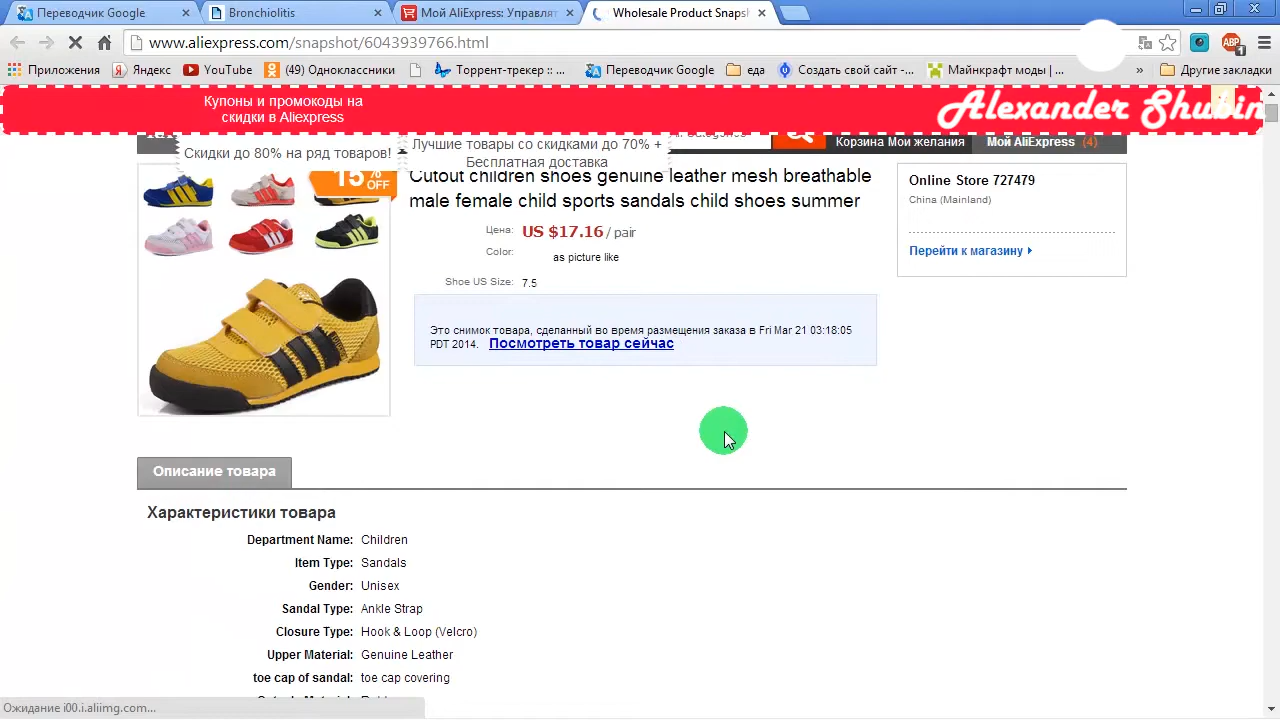 Переводчик Google
Bronchiolitis
Мой AliExpress: Управлят
Wholesale Product Snapsh
www.aliexpress.com/snapshot/6043939766.html
ABP
1
Приложения
Яндекс
YouTube
(49) Одноклассники
Торрент-трекер :: ...
Переводчик Google
еда
Создать свой сайт -...
Майнкрафт моды | ...
»
Другие закладки
Купоны и промокоды на
скидки в Aliexpress
Alexander Shubin
Скидки до 80% на ряд товаров!
Лучшие товары со скидками до 70% +
Бесплатная доставка
Корзина Мои желания
Мой AliExpress (4)
15% OFF
Cutout children shoes genuine leather mesh breathable
male female child sports sandals child shoes summer
Цена: US $17.16 / pair
Color: as picture like
Shoe US Size: 7.5
Это снимок товара, сделанный во время размещения заказа в Fri Mar 21 03:18:05
PDT 2014. Посмотреть товар сейчас
Online Store 727479
China (Mainland)
Перейти к магазину
Описание товара
Характеристики товара
Department Name: Children
Item Type: Sandals
Gender: Unisex
Sandal Type: Ankle Strap
Closure Type: Hook & Loop (Velcro)
Upper Material: Genuine Leather
toe cap of sandal: toe cap covering
Ожидание i00.i.aliimg.com...